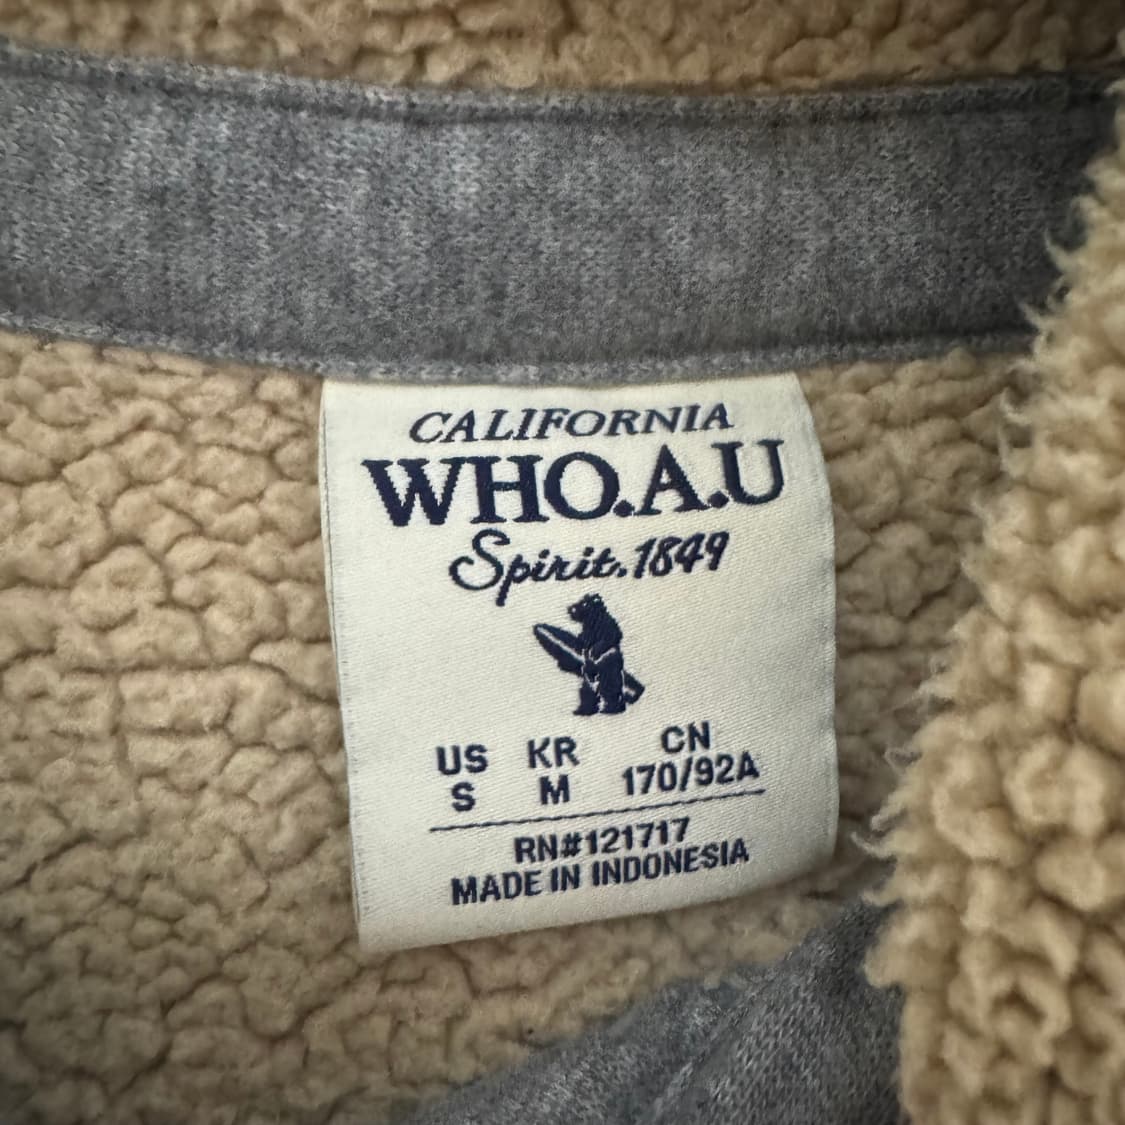 CALIFORNIA
WHO.A.U
Spirit.1849
US KR CN
S M 170/92A
RN#121717
MADE IN INDONESIA